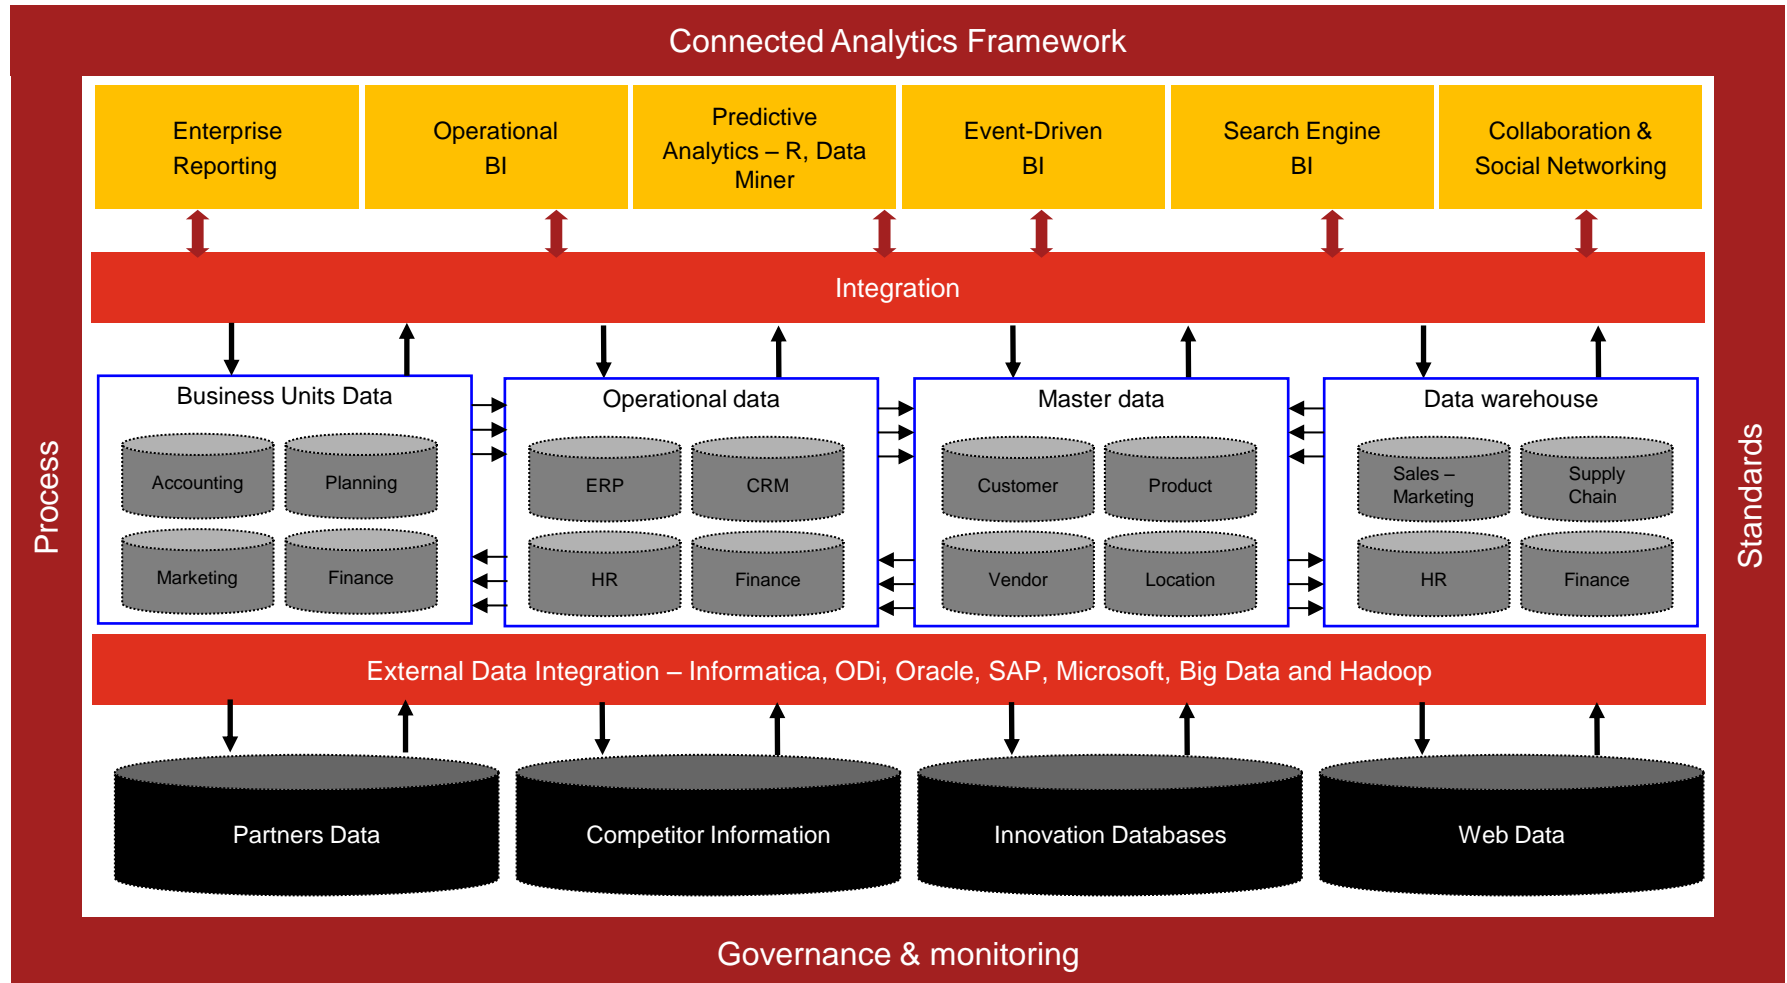 Connected Analytics Framework
Enterprise
Reporting
Operational
BI
Predictive
Analytics – R, Data
Miner
Event-Driven
BI
Search Engine
BI
Collaboration &
Social Networking
Integration
Process
Business Units Data
Accounting
Planning
Marketing
Finance
Operational data
ERP
CRM
HR
Finance
Master data
Customer
Product
Vendor
Location
Data warehouse
Sales –
Marketing
Supply
Chain
HR
Finance
Standards
External Data Integration – Informatica, ODi, Oracle, SAP, Microsoft, Big Data and Hadoop
Partners Data
Competitor Information
Innovation Databases
Web Data
Governance & monitoring